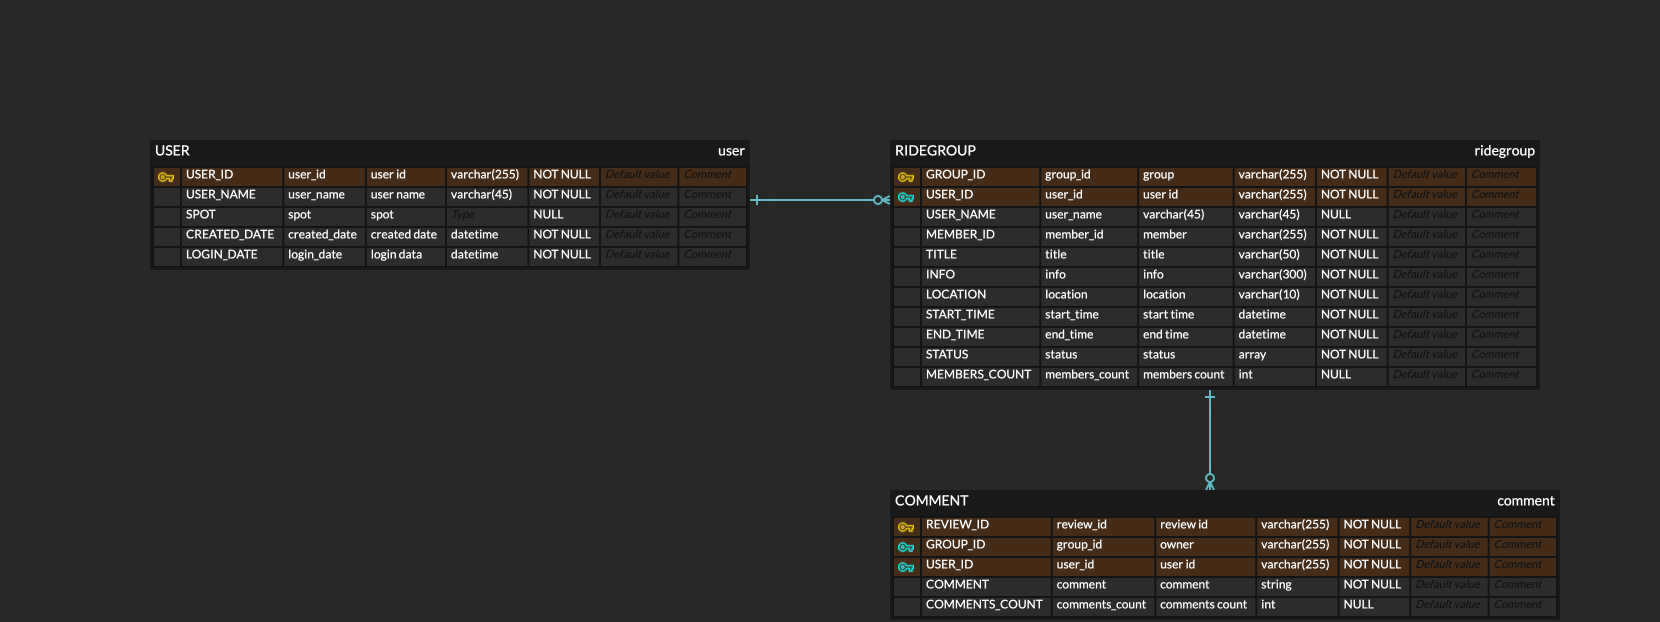 USER user
USER_ID user_id user id varchar(255) NOT NULL Default value Comment
USER_NAME user_name user name varchar(45) NOT NULL Default value Comment
SPOT spot spot Type NULL Default value Comment
CREATED_DATE created_date created date datetime NOT NULL Default value Comment
LOGIN_DATE login_date login data datetime NOT NULL Default value Comment
RIDEGROUP ridegroup
GROUP_ID group_id group varchar(255) NOT NULL Default value Comment
USER_ID user_id user id varchar(255) NOT NULL Default value Comment
USER_NAME user_name varchar(45) varchar(45) NULL Default value Comment
MEMBER_ID member_id member varchar(255) NOT NULL Default value Comment
TITLE title title varchar(50) NOT NULL Default value Comment
INFO info info varchar(300) NOT NULL Default value Comment
LOCATION location location varchar(10) NOT NULL Default value Comment
START_TIME start_time start time datetime NOT NULL Default value Comment
END_TIME end_time end time datetime NOT NULL Default value Comment
STATUS status status array NOT NULL Default value Comment
MEMBERS_COUNT members_count members count int NULL Default value Comment
COMMENT comment
REVIEW_ID review_id review id varchar(255) NOT NULL Default value Comment
GROUP_ID group_id owner varchar(255) NOT NULL Default value Comment
USER_ID user_id user id varchar(255) NOT NULL Default value Comment
COMMENT comment comment string NOT NULL Default value Comment
COMMENTS_COUNT comments_count comments count int NULL Default value Comment